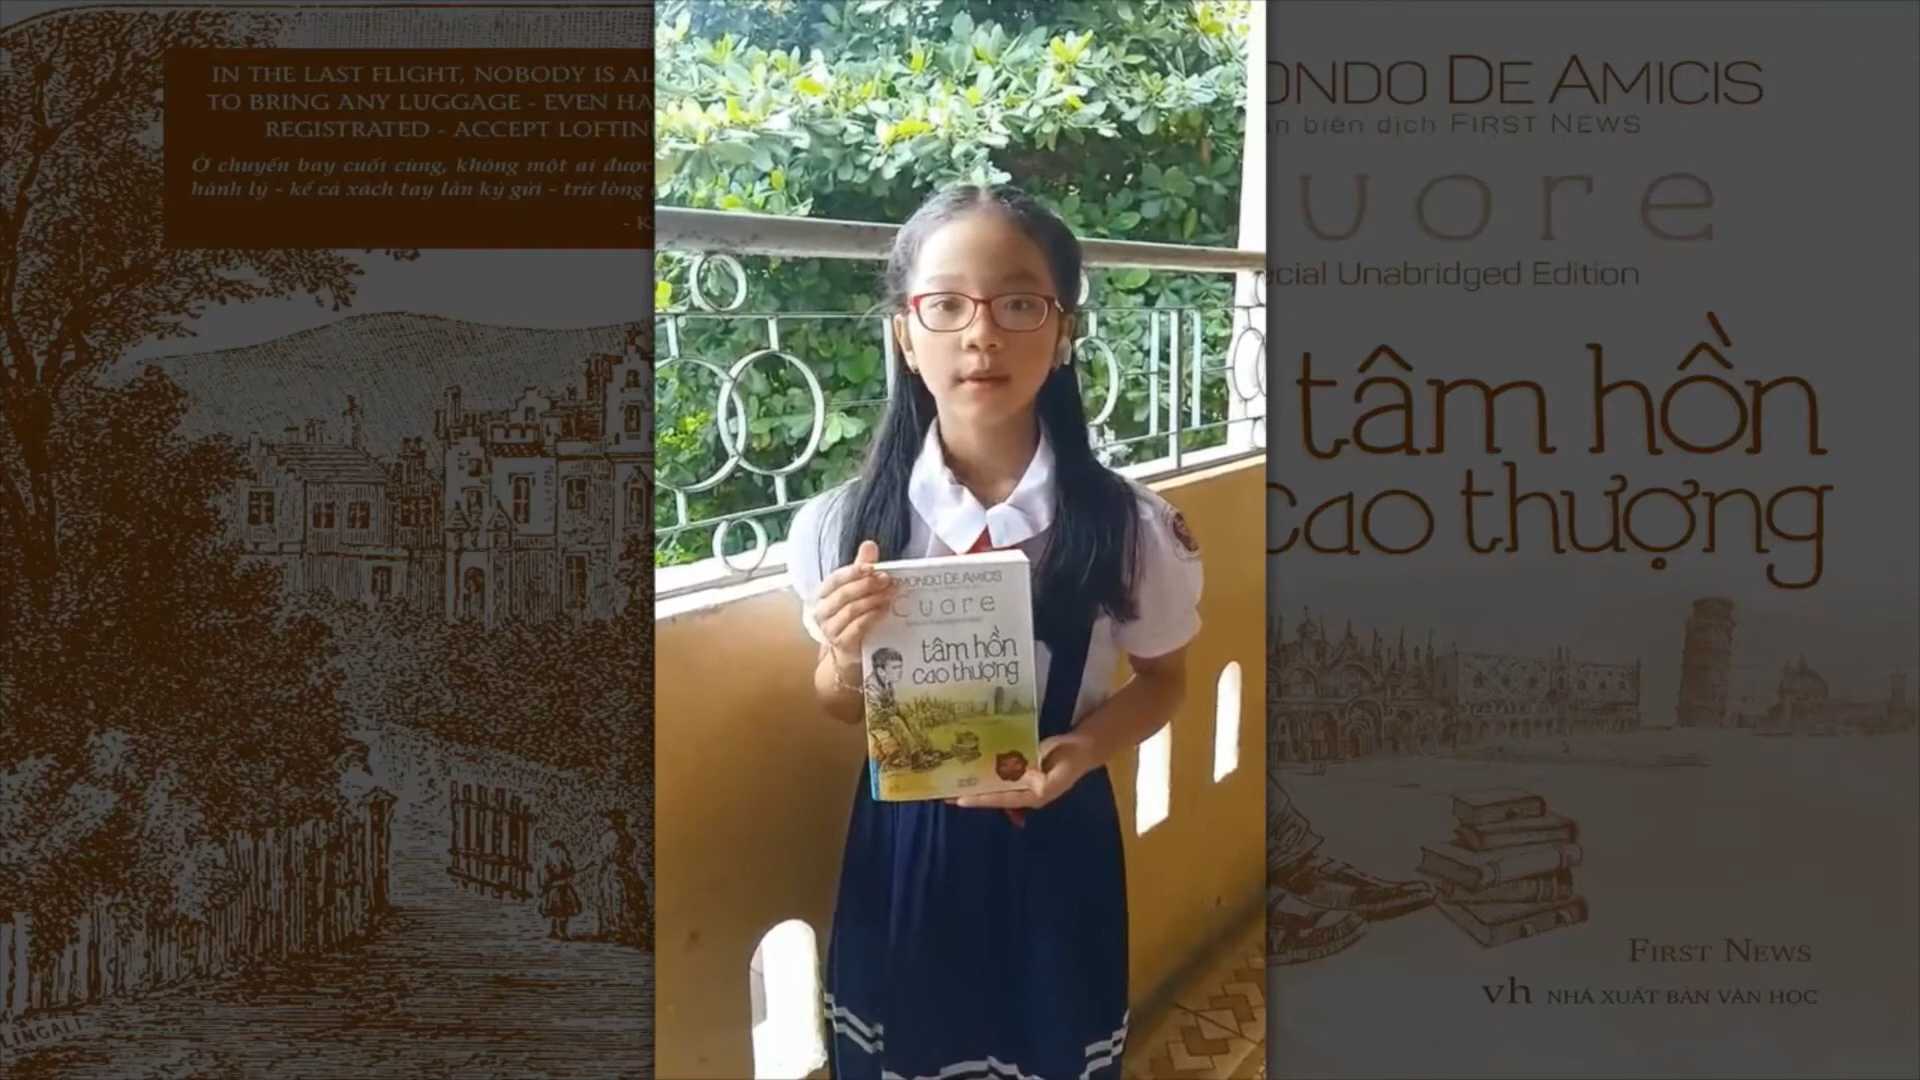 IN THE LAST FLIGHT, NOBODY IS AL
TO BRING ANY LUGGAGE - EVEN HA
REGISTRATED - ACCEPT LOFTIN
Ở chuyến bay cuối cùng, không một ai được
hành lý - kể cả xách tay lẫn ký gửi - trừ lòng
- K
LINGALI
ONDO DE AMICIS
n biên dịch FIRST NEWS
uore
ecial Unabridged Edition
tâm hồn
cao thượng
FIRST NEWS
vh NHÀ XUẤT BẢN VĂN HỌC
MONDO DE AMICIS
Cuore
tâm hồn
cao thượng